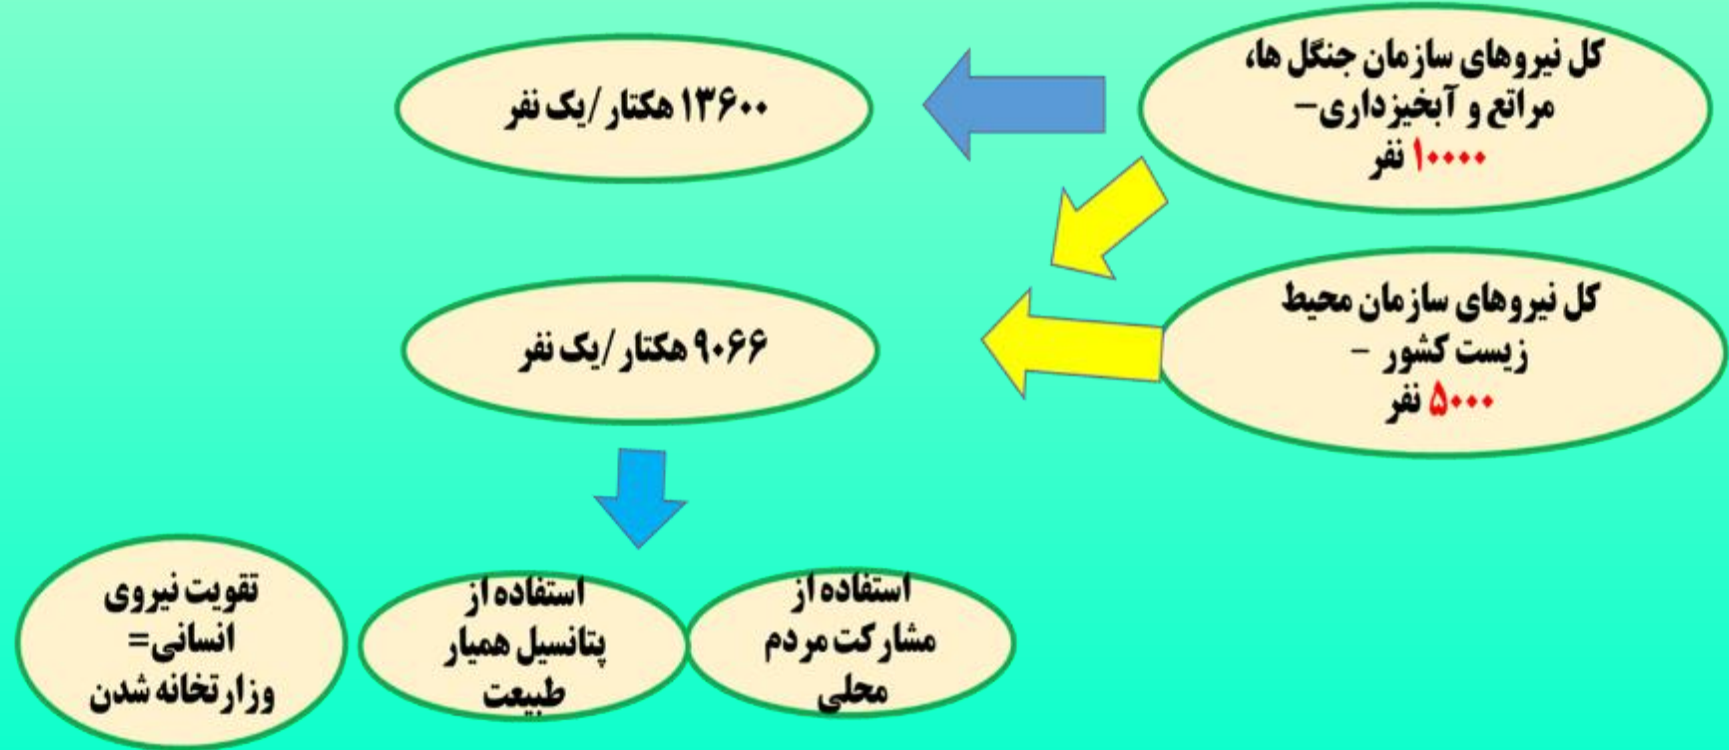 کل نیروهای سازمان جنگل ها،
مراتع و آبخیزداری–
۱۰۰۰۰ نفر
۱۳۶۰۰ هکتار /یک نفر
کل نیروهای سازمان محیط
زیست کشور –
۵۰۰۰ نفر
۹۰۶۶ هکتار /یک نفر
استفاده از
مشارکت مردم
محلی
استفاده از
پتانسیل همیار
طبیعت
تقویت نیروی
انسانی=
وزارتخانه شدن